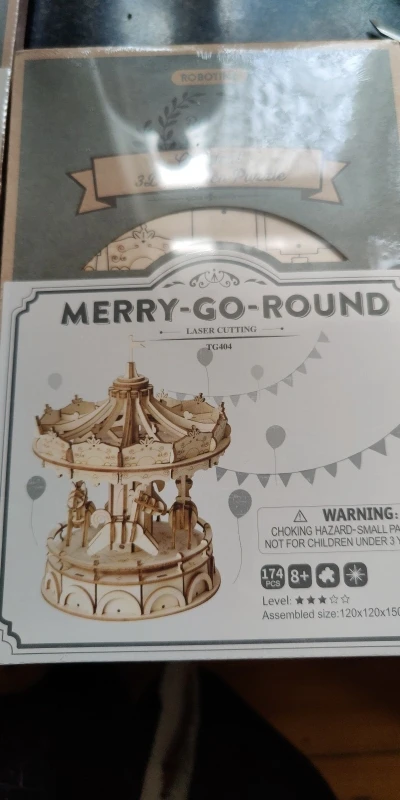 ROBOTIME
MERRY-GO-ROUND
LASER CUTTING
TG404
WARNING:
CHOKING HAZARD-SMALL PA
NOT FOR CHILDREN UNDER 3 Y
174
PCS
8+
Level: ★★★☆☆
Assembled size:120x120x150